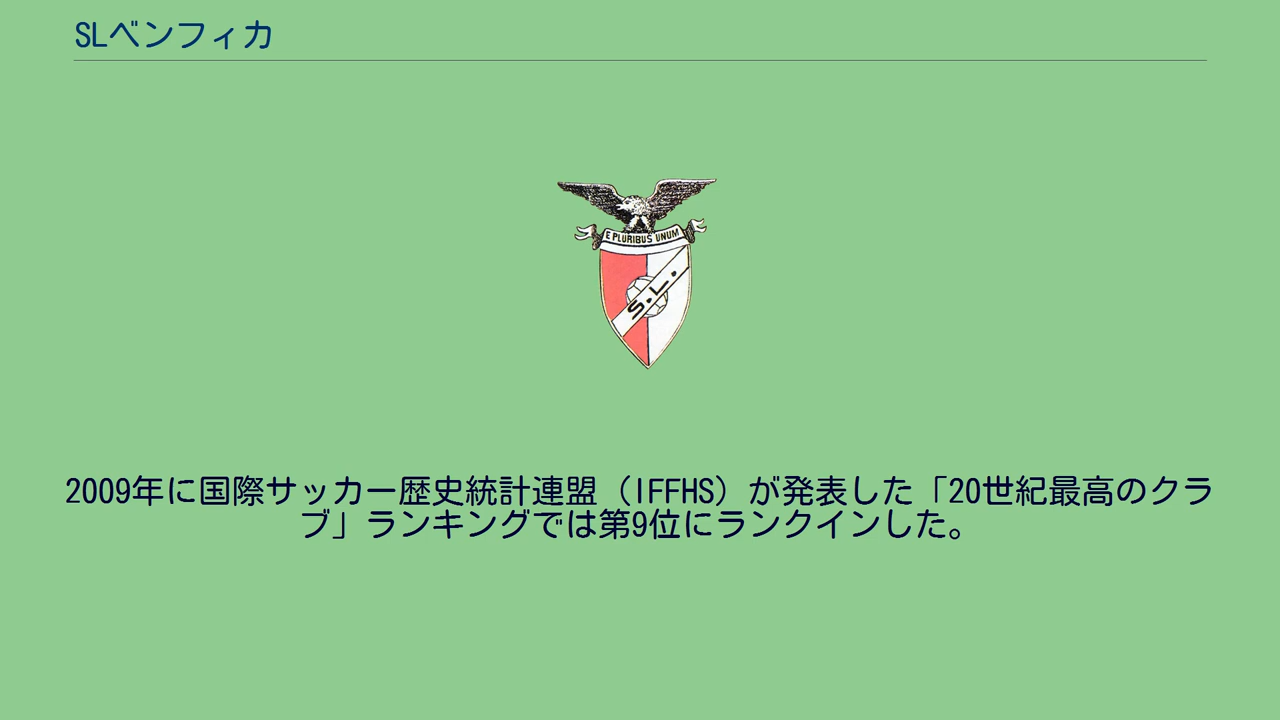 SLベンフィカ
E PLURIBUS UNUM
S.L.
2009年に国際サッカー歴史統計連盟（IFFHS）が発表した「20世紀最高のクラ
ブ」ランキングでは第9位にランクインした。